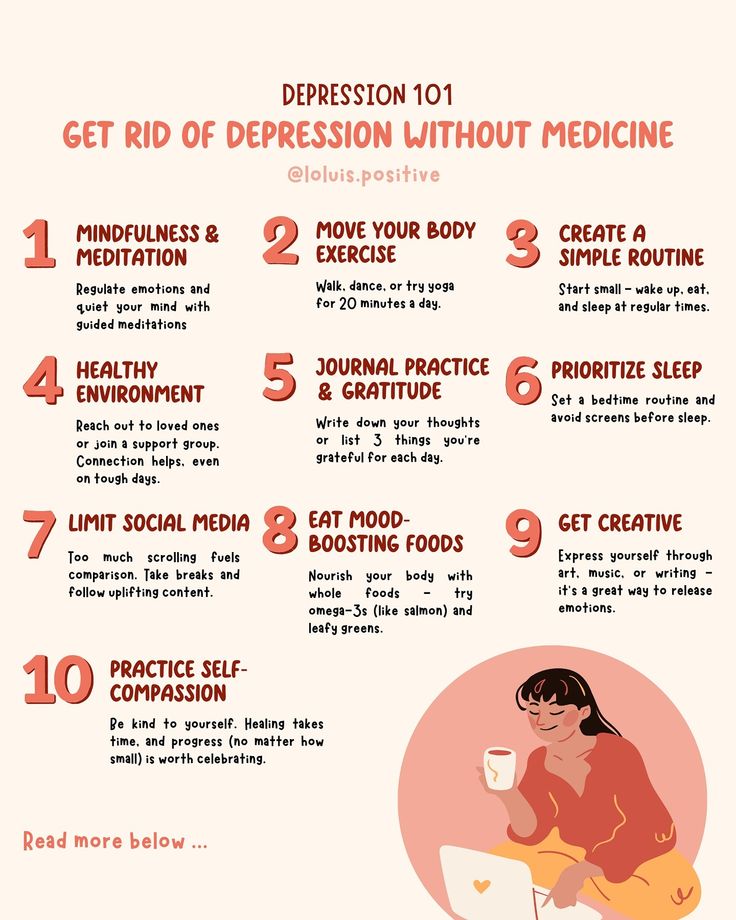 DEPRESSION 101
GET RID OF DEPRESSION WITHOUT MEDICINE
@loluis.positive
1
MINDFULNESS &
MEDITATION
Regulate emotions and
quiet your mind with
guided meditations
2
MOVE YOUR BODY
EXERCISE
Walk, dance, or try yoga
for 20 minutes a day.
3
CREATE A
SIMPLE ROUTINE
Start small – wake up, eat,
and sleep at regular times.
4
HEALTHY
ENVIRONMENT
Reach out to loved ones
or join a support group.
Connection helps, even
on tough days.
5
JOURNAL PRACTICE
& GRATITUDE
Write down your thoughts
or list 3 things you're
grateful for each day.
6
PRIORITIZE SLEEP
Set a bedtime routine and
avoid screens before sleep.
7
LIMIT SOCIAL MEDIA
Too much scrolling fuels
comparison. Take breaks and
follow uplifting content.
8
EAT MOOD-
BOOSTING FOODS
Nourish your body with
whole foods – try
omega-3s (like salmon) and
leafy greens.
9
GET CREATIVE
Express yourself through
art, music, or writing –
it's a great way to release
emotions.
10
PRACTICE SELF-
COMPASSION
Be kind to yourself. Healing takes
time, and progress (no matter how
small) is worth celebrating.
Read more below ...